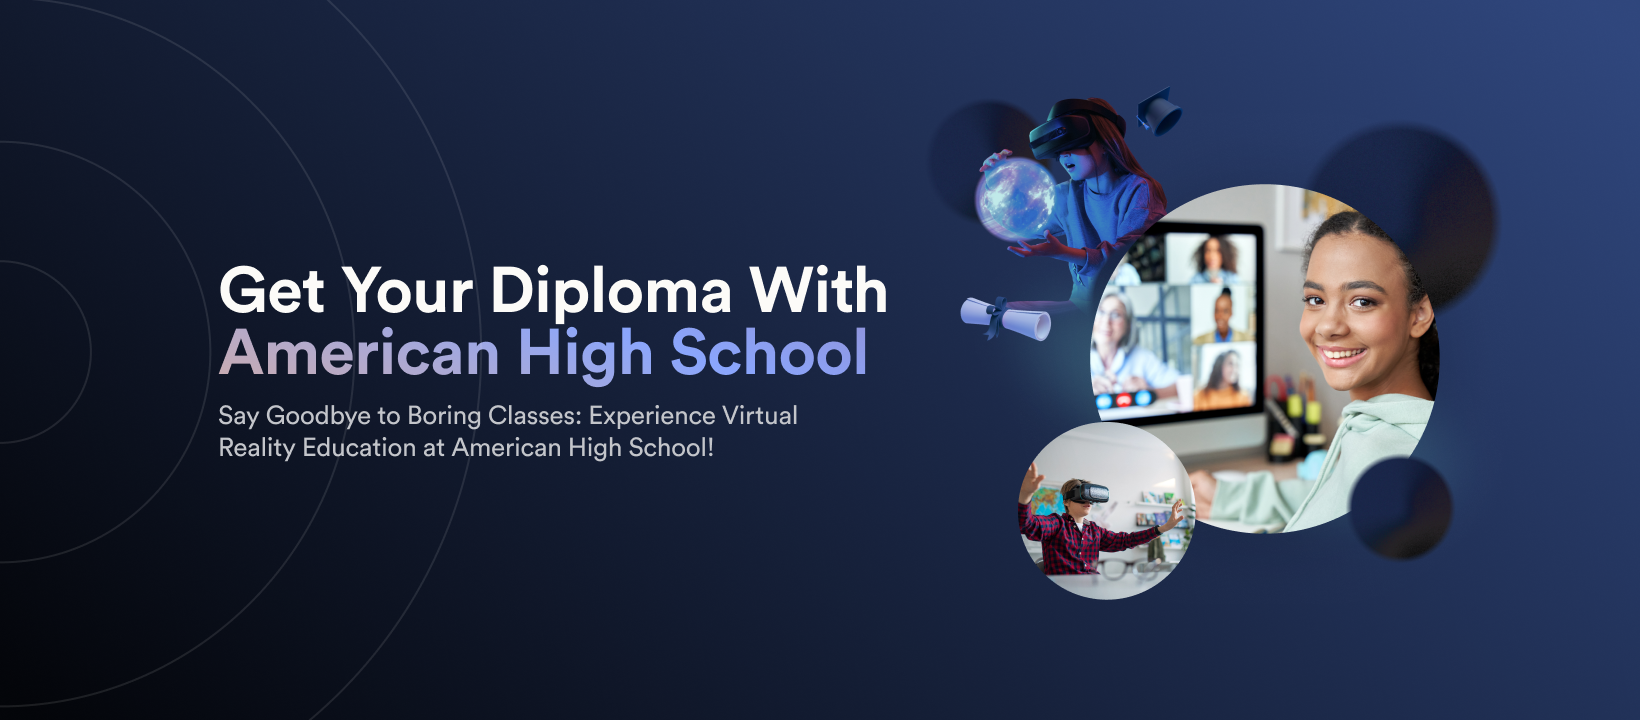 Get Your Diploma With
American High School
Say Goodbye to Boring Classes: Experience Virtual
Reality Education at American High School!